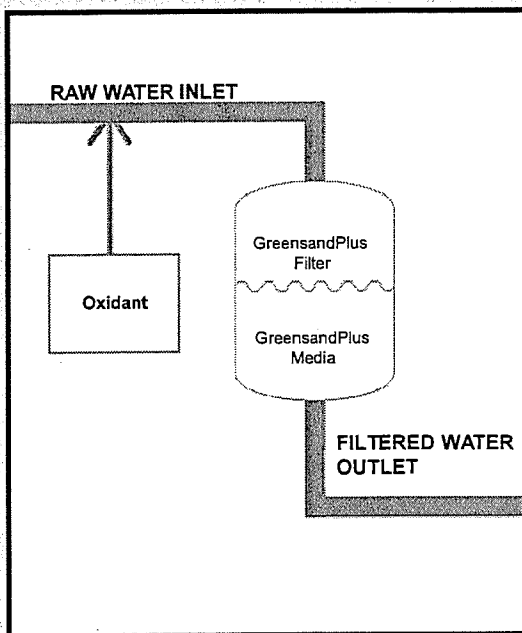 RAW WATER INLET
GreensandPlus
Filter
Oxidant
GreensandPlus
Media
FILTERED WATER
OUTLET